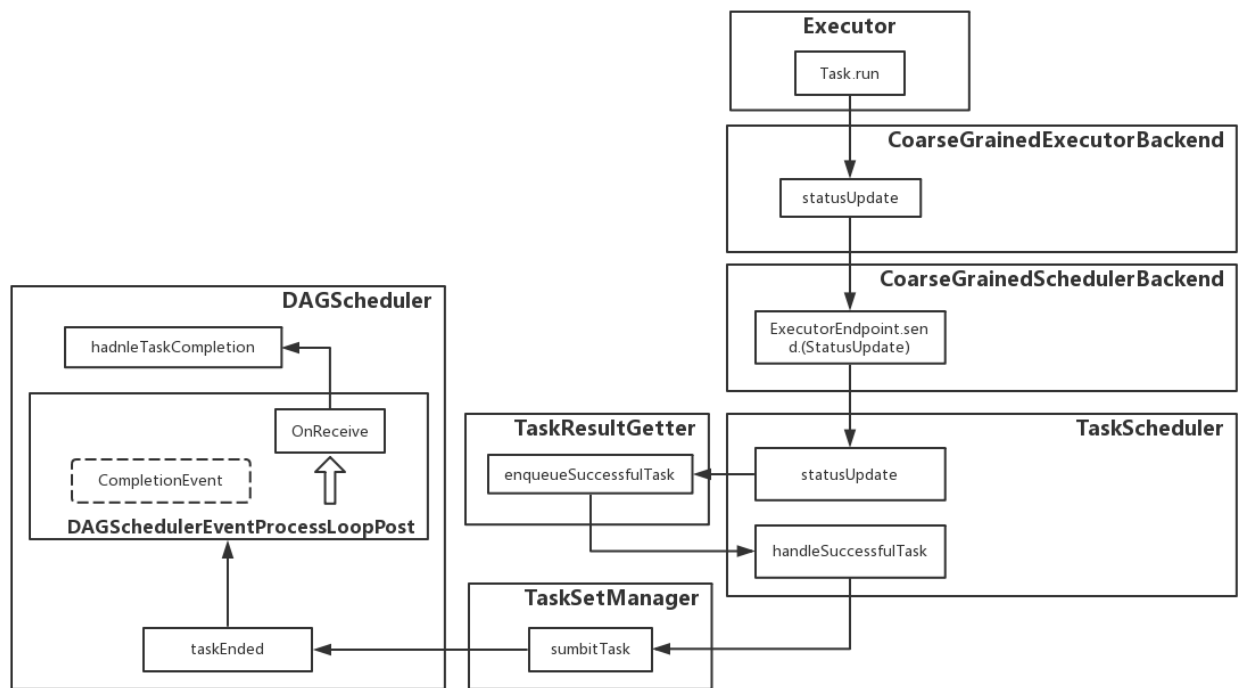 Executor
Task.run
CoarseGrainedExecutorBackend
statusUpdate
CoarseGrainedSchedulerBackend
ExecutorEndpoint.sen
d.(StatusUpdate)
DAGScheduler
hadnleTaskCompletion
OnReceive
CompletionEvent
DAGSchedulerEventProcessLoopPost
taskEnded
TaskResultGetter
enqueueSuccessfulTask
TaskScheduler
statusUpdate
handleSuccessfulTask
TaskSetManager
sumbitTask